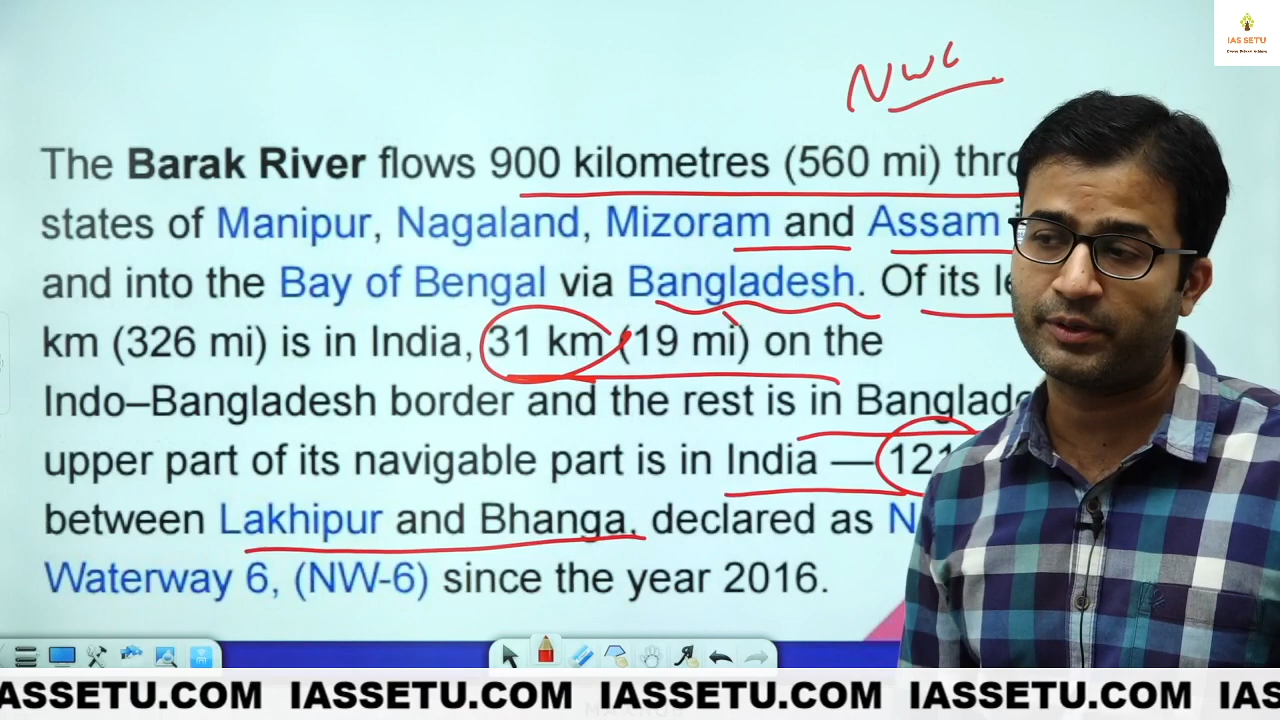 IAS SETU
NW6
The Barak River flows 900 kilometres (560 mi) thro
states of Manipur, Nagaland, Mizoram and Assam
and into the Bay of Bengal via Bangladesh. Of its le
km (326 mi) is in India, 31 km (19 mi) on the
Indo–Bangladesh border and the rest is in Banglade
upper part of its navigable part is in India — 121
between Lakhipur and Bhanga, declared as N
Waterway 6, (NW-6) since the year 2016.
IASSETU.COM IASSETU.COM IASSETU.COM IASSETU.COM IAS